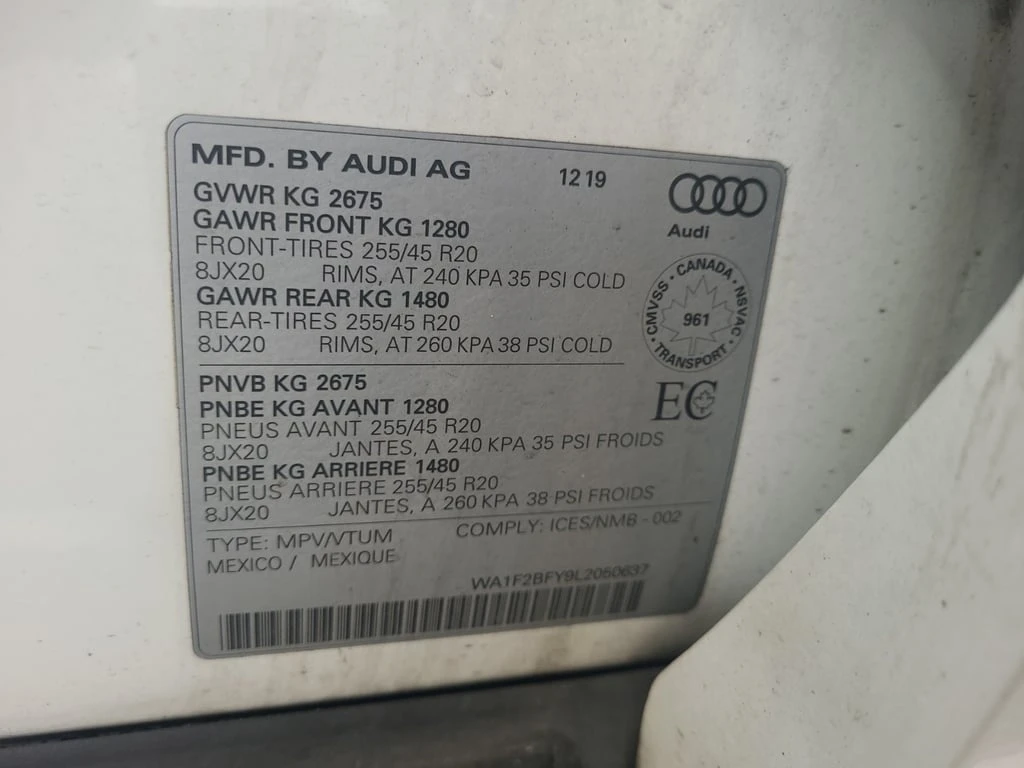 MFD. BY AUDI AG 12 19
Audi
GVWR KG 2675
GAWR FRONT KG 1280
FRONT-TIRES 255/45 R20
8JX20 RIMS, AT 240 KPA 35 PSI COLD
GAWR REAR KG 1480
REAR-TIRES 255/45 R20
8JX20 RIMS, AT 260 KPA 38 PSI COLD
CMVSS · CANADA · NSVAC · TRANSPORT ·
961
PNVB KG 2675
PNBE KG AVANT 1280
PNEUS AVANT 255/45 R20
8JX20 JANTES, A 240 KPA 35 PSI FROIDS
PNBE KG ARRIERE 1480
PNEUS ARRIERE 255/45 R20
8JX20 JANTES, A 260 KPA 38 PSI FROIDS
EC
TYPE: MPV/VTUM COMPLY: ICES/NMB - 002
MEXICO / MEXIQUE
WA1F2BFY9L2050637